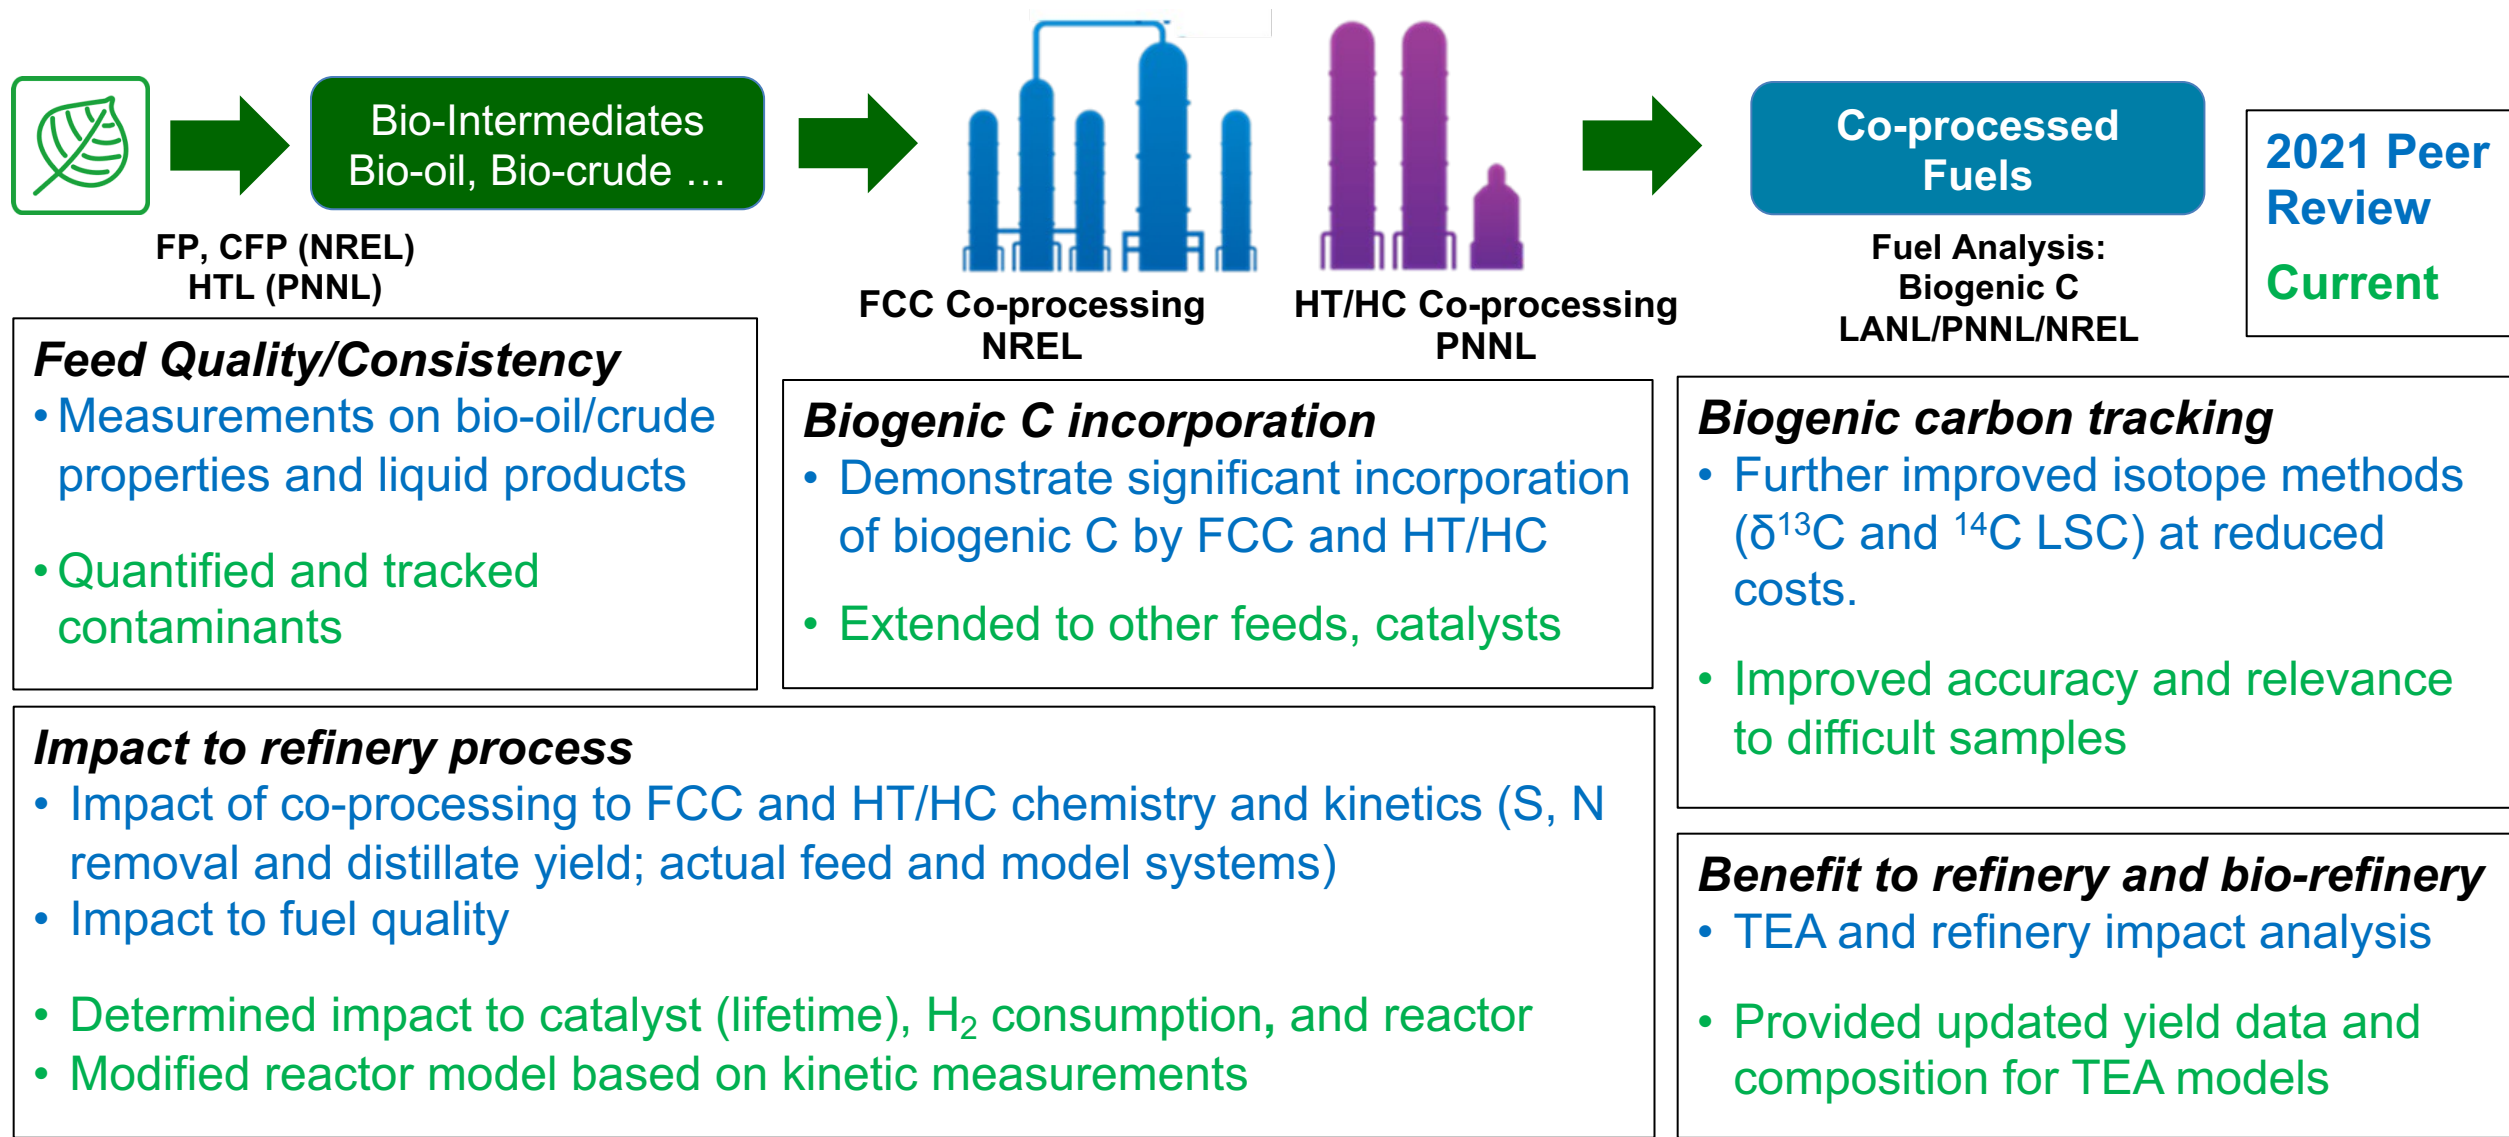 Bio-Intermediates
Bio-oil, Bio-crude …
Co-processed
Fuels
2021 Peer
Review
Current
FP, CFP (NREL)
HTL (PNNL)
FCC Co-processing
NREL
HT/HC Co-processing
PNNL
Fuel Analysis:
Biogenic C
LANL/PNNL/NREL
Feed Quality/Consistency
• Measurements on bio-oil/crude
properties and liquid products
• Quantified and tracked
contaminants
Biogenic C incorporation
• Demonstrate significant incorporation
of biogenic C by FCC and HT/HC
• Extended to other feeds, catalysts
Biogenic carbon tracking
• Further improved isotope methods
(δ¹³C and ¹⁴C LSC) at reduced
costs.
• Improved accuracy and relevance
to difficult samples
Impact to refinery process
• Impact of co-processing to FCC and HT/HC chemistry and kinetics (S, N
removal and distillate yield; actual feed and model systems)
• Impact to fuel quality
• Determined impact to catalyst (lifetime), H₂ consumption, and reactor
• Modified reactor model based on kinetic measurements
Benefit to refinery and bio-refinery
• TEA and refinery impact analysis
• Provided updated yield data and
composition for TEA models